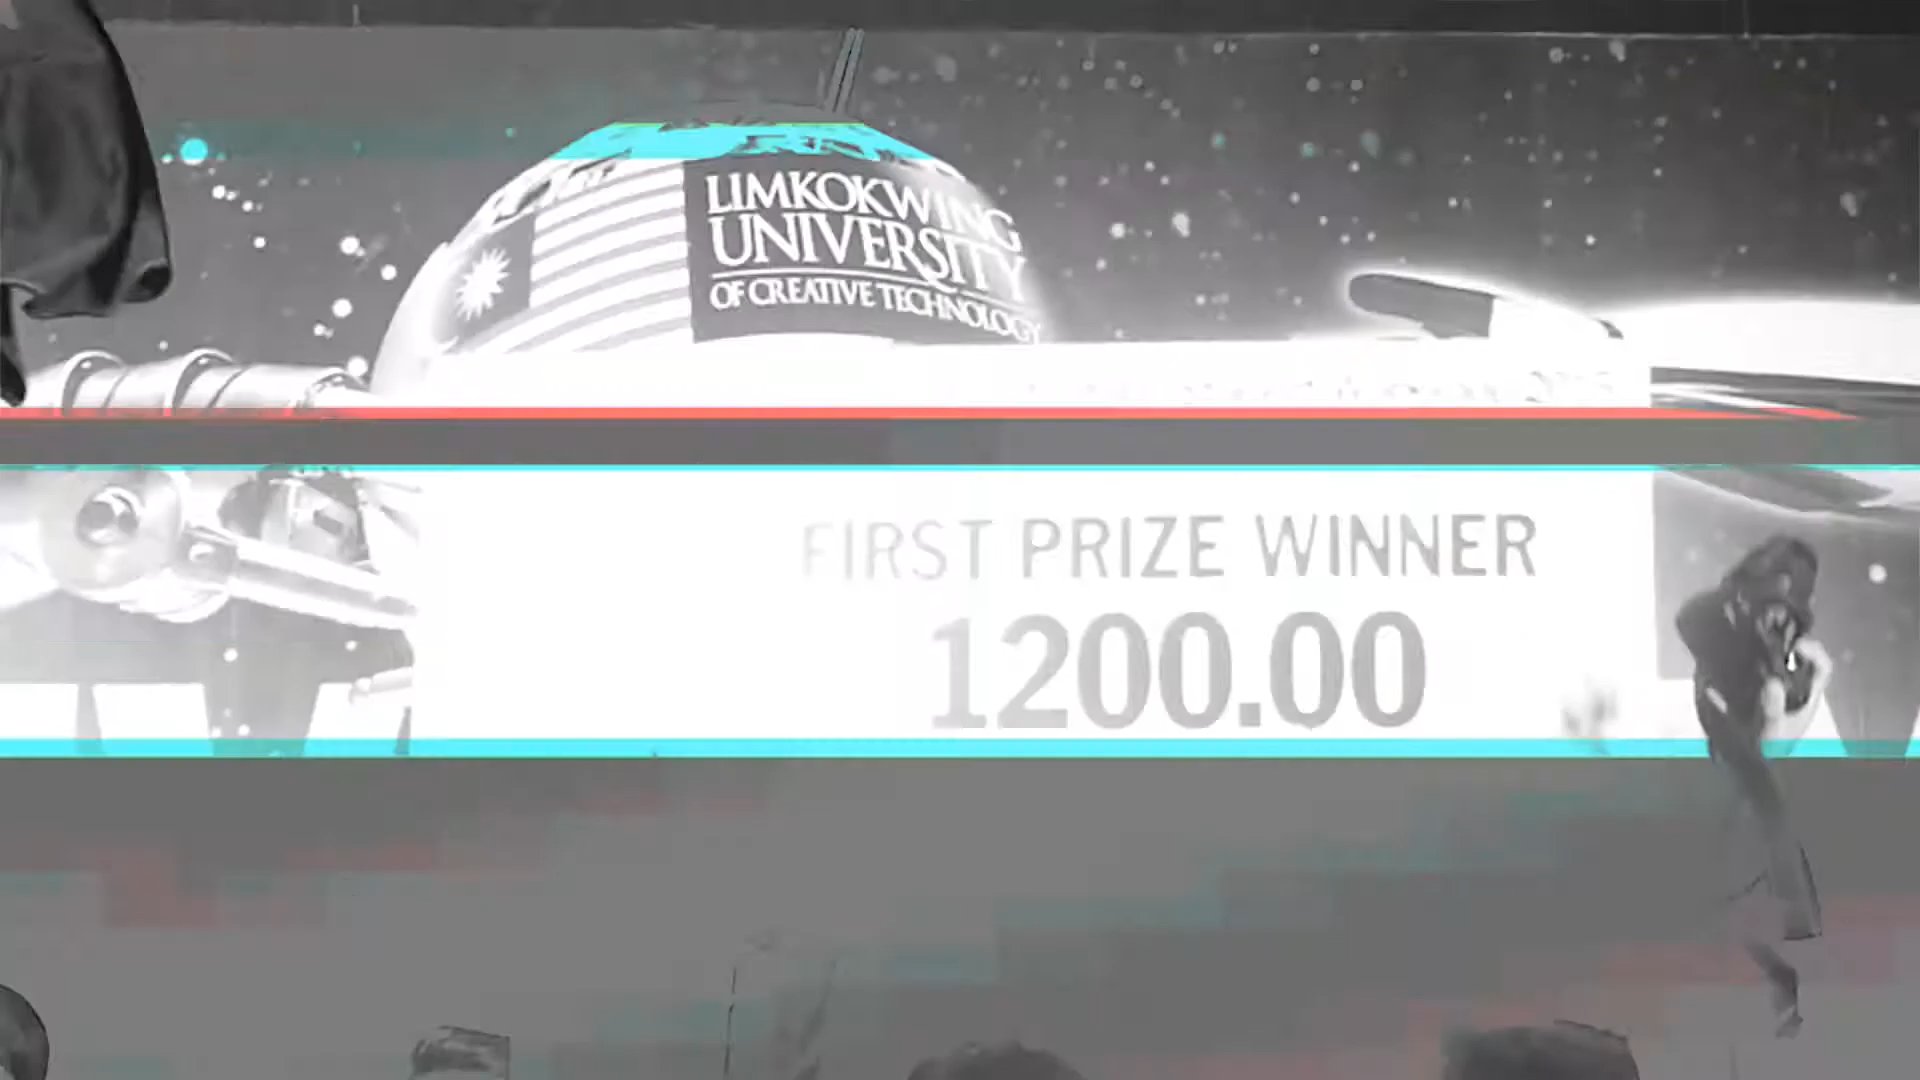 LIMKOKWING
UNIVERSITY
OF CREATIVE TECHNOLOGY
FIRST PRIZE WINNER
1200.00